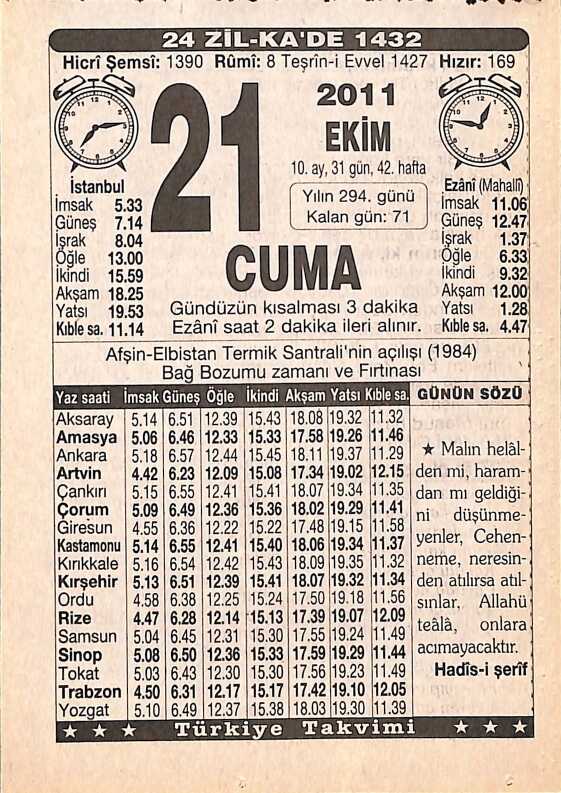 24 ZİL-KA'DE 1432
Hicrî Şemsî: 1390 Rûmî: 8 Teşrîn-i Evvel 1427 Hızır: 169
21
2011
EKİM
10. ay, 31 gün, 42. hafta
Yılın 294. günü
Kalan gün: 71
CUMA
Gündüzün kısalması 3 dakika
Ezânî saat 2 dakika ileri alınır.
İstanbul
İmsak 5.33
Güneş 7.14
İşrak 8.04
Öğle 13.00
İkindi 15.59
Akşam 18.25
Yatsı 19.53
Kıble sa. 11.14
Ezânî (Mahallî)
İmsak 11.06
Güneş 12.47
İşrak 1.37
Öğle 6.33
İkindi 9.32
Akşam 12.00
Yatsı 1.28
Kıble sa. 4.47
Afşin-Elbistan Termik Santrali'nin açılışı (1984)
Bağ Bozumu zamanı ve Fırtınası
Yaz saati İmsak Güneş Öğle İkindi Akşam Yatsı Kıble sa.
Aksaray 5.14 6.51 12.39 15.43 18.08 19.32 11.32
Amasya 5.06 6.46 12.33 15.33 17.58 19.26 11.46
Ankara 5.18 6.57 12.44 15.45 18.11 19.37 11.29
Artvin 4.42 6.23 12.09 15.08 17.34 19.02 12.15
Çankırı 5.15 6.55 12.41 15.41 18.07 19.34 11.35
Çorum 5.09 6.49 12.36 15.36 18.02 19.29 11.41
Giresun 4.55 6.36 12.22 15.22 17.48 19.15 11.58
Kastamonu 5.14 6.55 12.41 15.40 18.06 19.34 11.37
Kırıkkale 5.16 6.54 12.42 15.43 18.09 19.35 11.32
Kırşehir 5.13 6.51 12.39 15.41 18.07 19.32 11.34
Ordu 4.58 6.38 12.25 15.24 17.50 19.18 11.56
Rize 4.47 6.28 12.14 15.13 17.39 19.07 12.09
Samsun 5.04 6.45 12.31 15.30 17.55 19.24 11.49
Sinop 5.08 6.50 12.36 15.33 17.59 19.29 11.44
Tokat 5.03 6.43 12.30 15.30 17.56 19.23 11.49
Trabzon 4.50 6.31 12.17 15.17 17.42 19.10 12.05
Yozgat 5.10 6.49 12.37 15.38 18.03 19.30 11.39
GÜNÜN SÖZÜ
★ Malın helâl-
den mi, haram-
dan mı geldiği-
ni düşünme-
yenler, Cehen-
neme, neresin-
den atılırsa atıl-
sınlar, Allahü
teâlâ, onlara
acımayacaktır.
Hadîs-i şerîf
★ ★ ★ Türkiye Takvimi ★ ★ ★